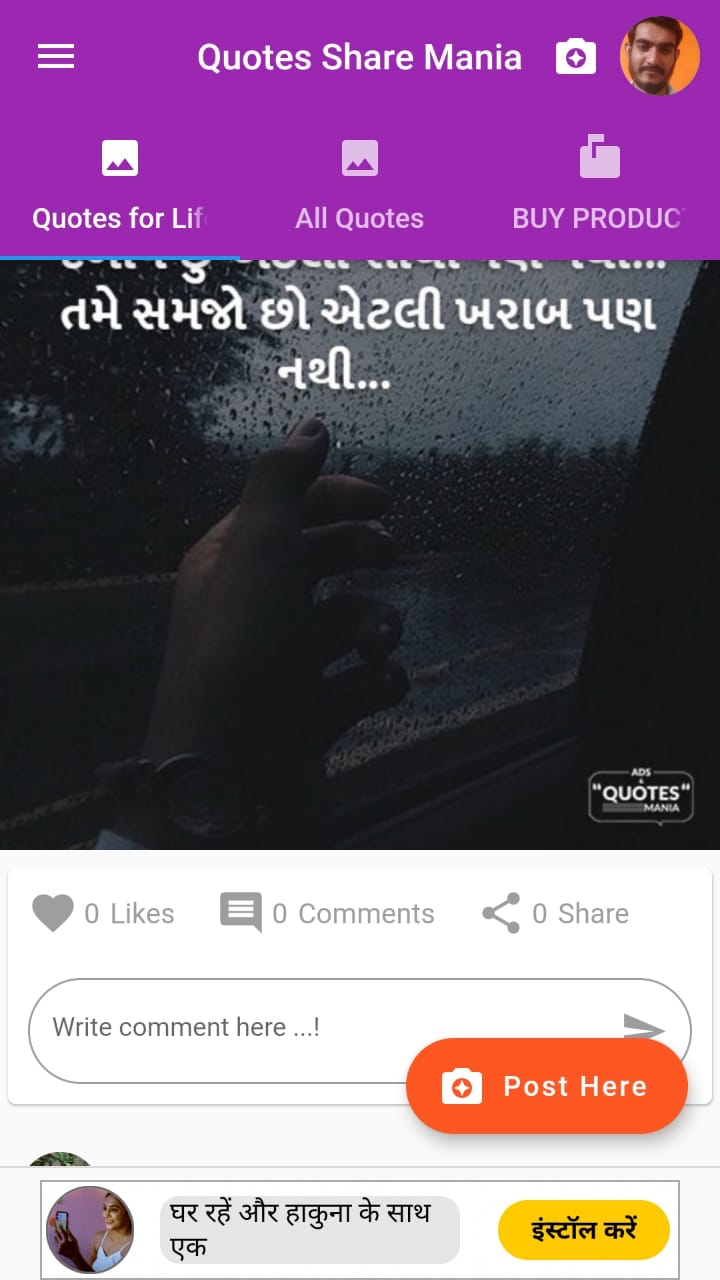 Quotes Share Mania
Quotes for Lif
All Quotes
BUY PRODUC
તમે સમજો છો એટલી ખરાબ પણ
નથી...
ADS
&
"QUOTES"
MANIA
0 Likes
0 Comments
0 Share
Write comment here ...!
Post Here
घर रहें और हाकुना के साथ
एक
इंस्टॉल करें